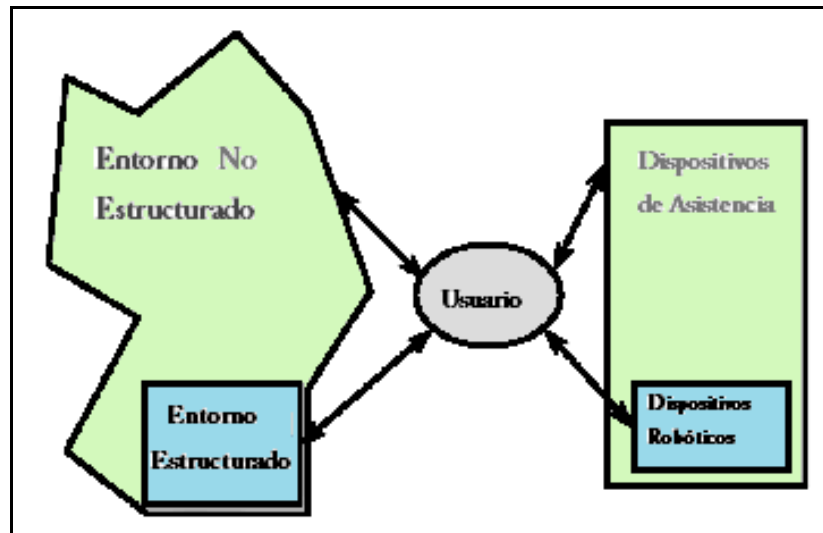 Entorno No
Estructurado
Dispositivos
de Asistencia
Usuario
Entorno
Estructurado
Dispositivos
Robóticos